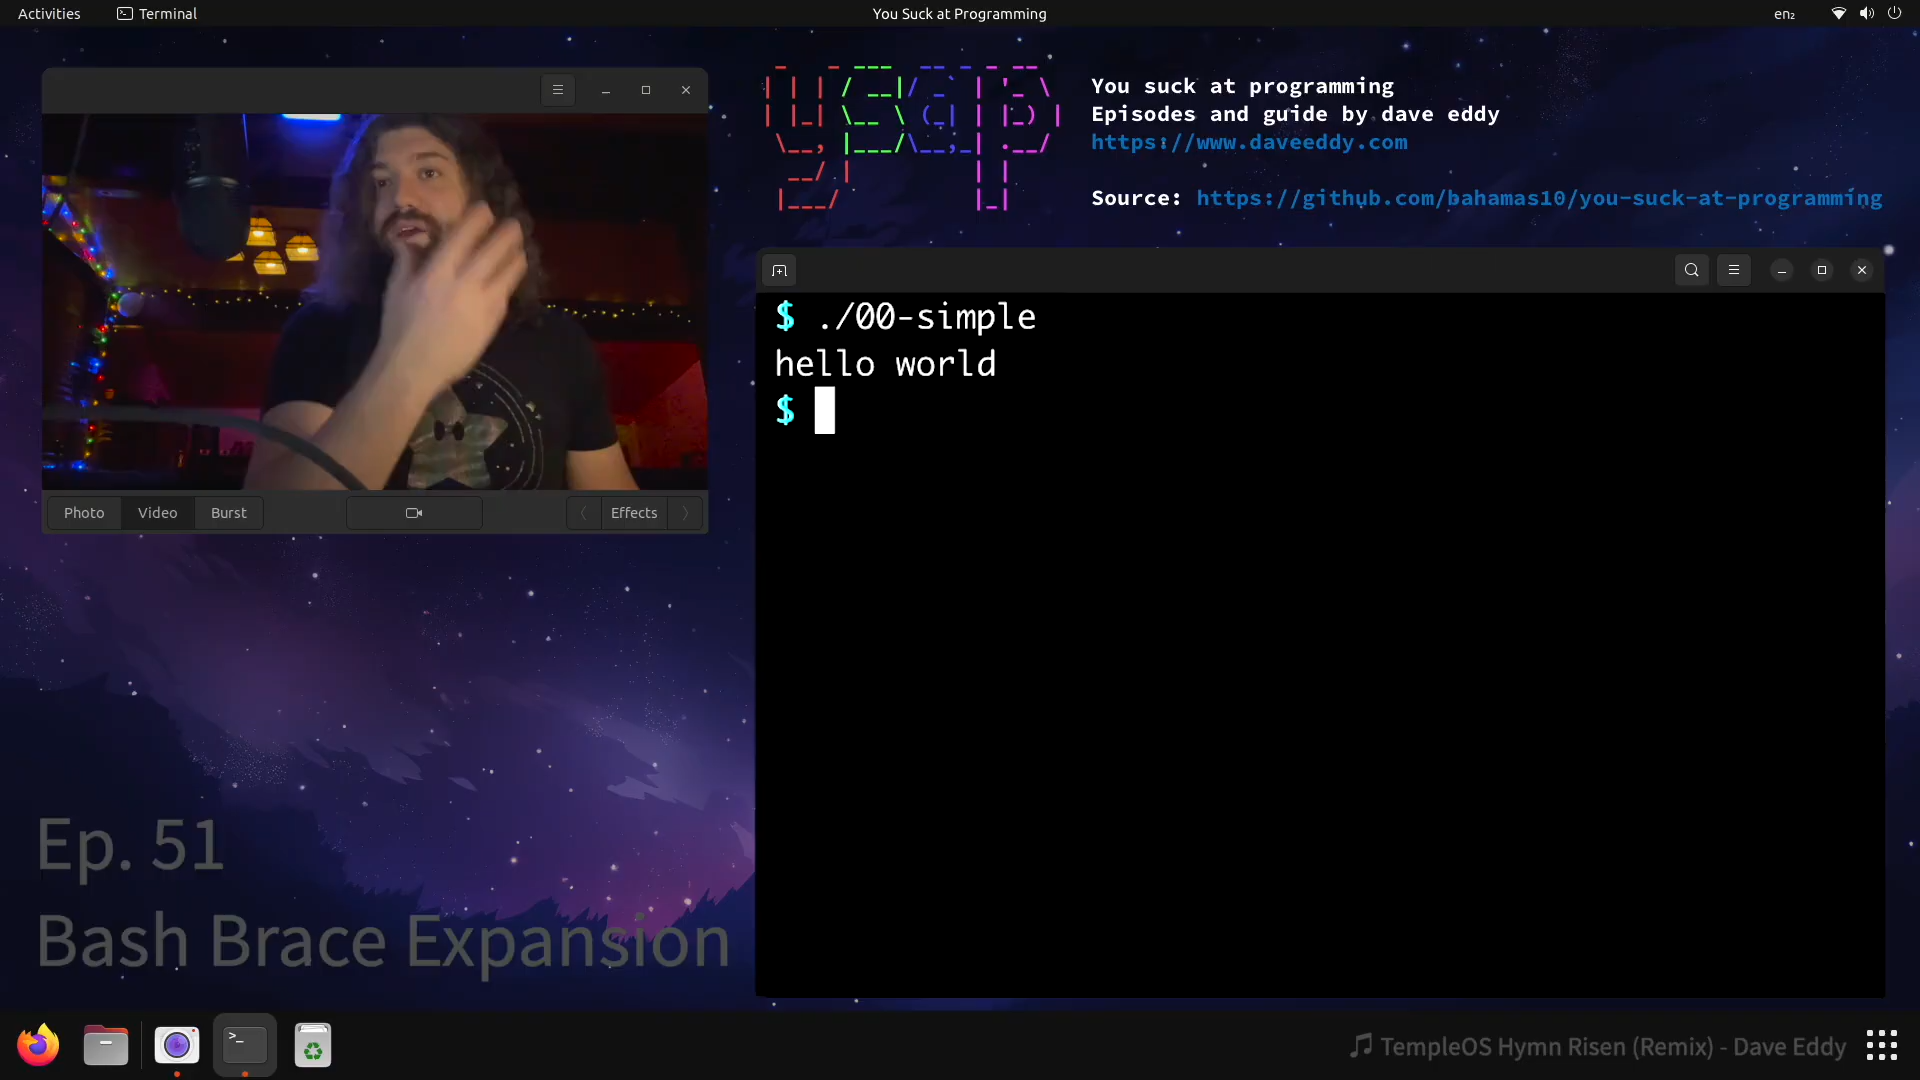 Activities
Terminal
You Suck at Programming
en₂
You suck at programming
Episodes and guide by dave eddy
https://www.daveeddy.com
Source: https://github.com/bahamas10/you-suck-at-programming
$ ./00-simple
hello world
$
Photo
Video
Burst
Effects
Ep. 51
Bash Brace Expansion
TempleOS Hymn Risen (Remix) - Dave Eddy